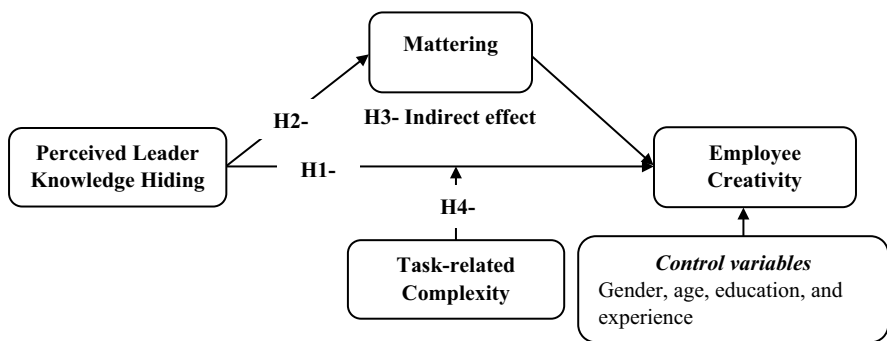 Mattering
H2-
H3- Indirect effect
Perceived Leader
Knowledge Hiding
H1-
Employee
Creativity
H4-
Task-related
Complexity
Control variables
Gender, age, education, and
experience